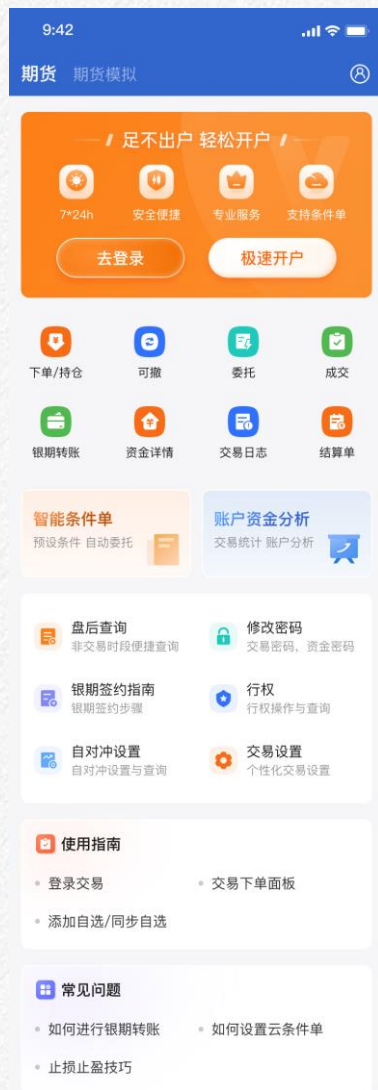 9:42
期货 期货模拟
足不出户 轻松开户
7*24h 安全便捷 专业服务 支持条件单
去登录 极速开户
下单/持仓 可撤 委托 成交
银期转账 资金详情 交易日志 结算单
智能条件单 账户资金分析
预设条件 自动委托 交易统计 账户分析
盘后查询 修改密码
非交易时段便捷查询 交易密码，资金密码
银期签约指南 行权
银期签约步骤 行权操作与查询
自对冲设置 交易设置
自对冲设置与查询 个性化交易设置
使用指南
登录交易 交易下单面板
添加自选/同步自选
常见问题
如何进行银期转账 如何设置云条件单
止损止盈技巧